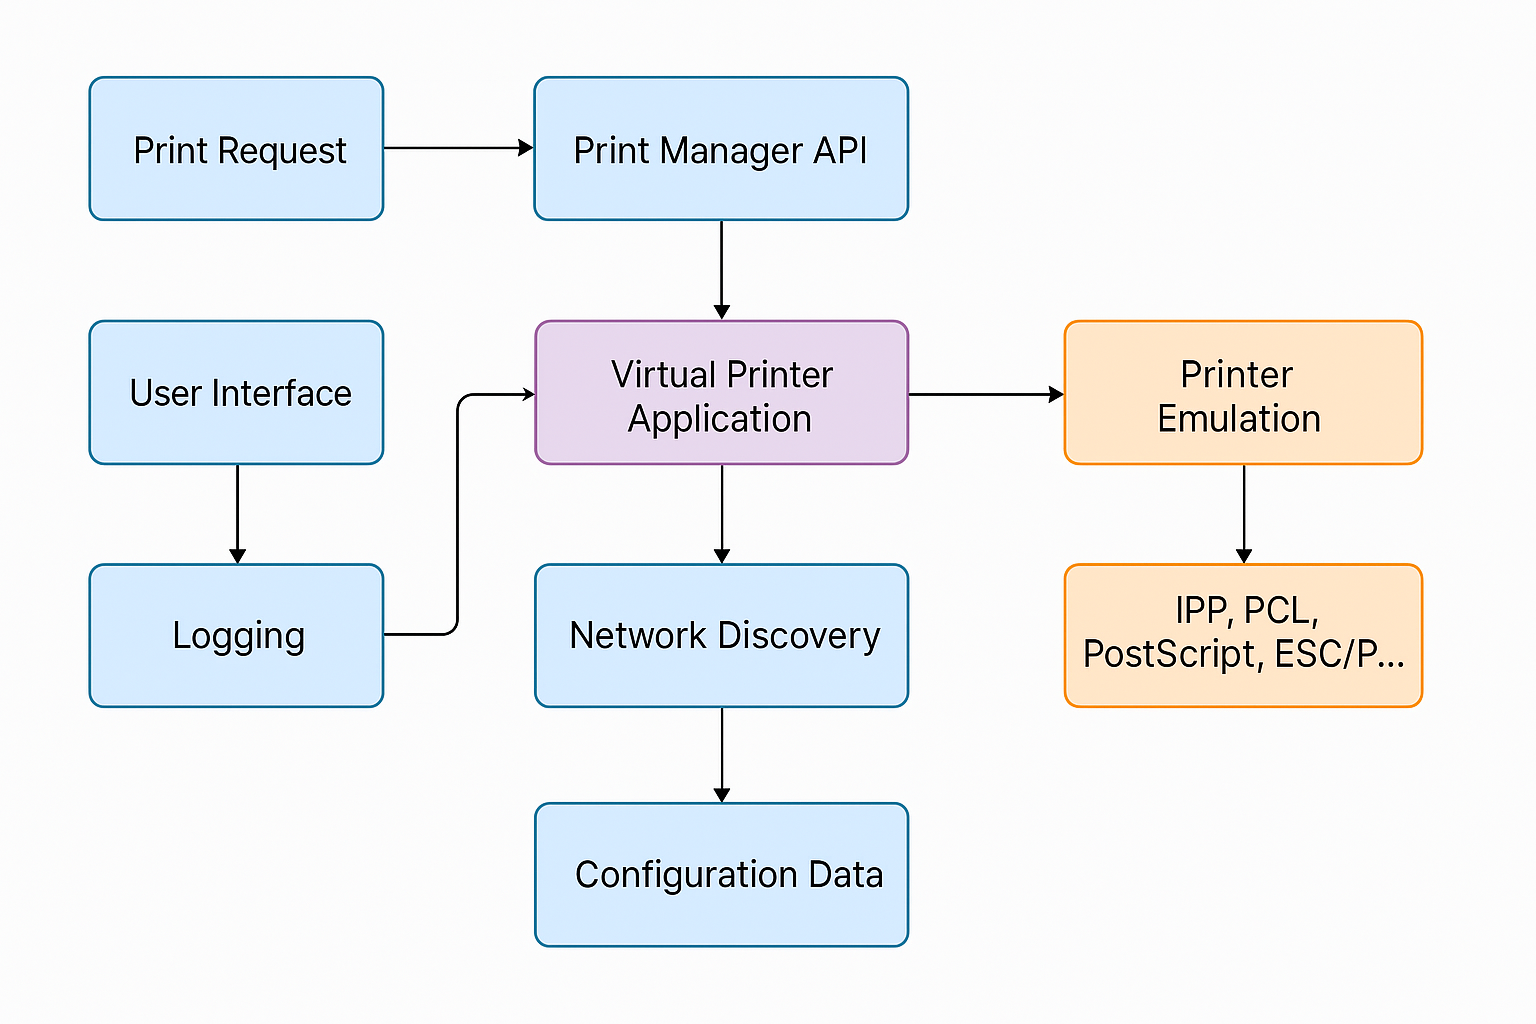 Print Request
Print Manager API
User Interface
Virtual Printer
Application
Printer
Emulation
Logging
Network Discovery
IPP, PCL,
PostScript, ESC/P...
Configuration Data